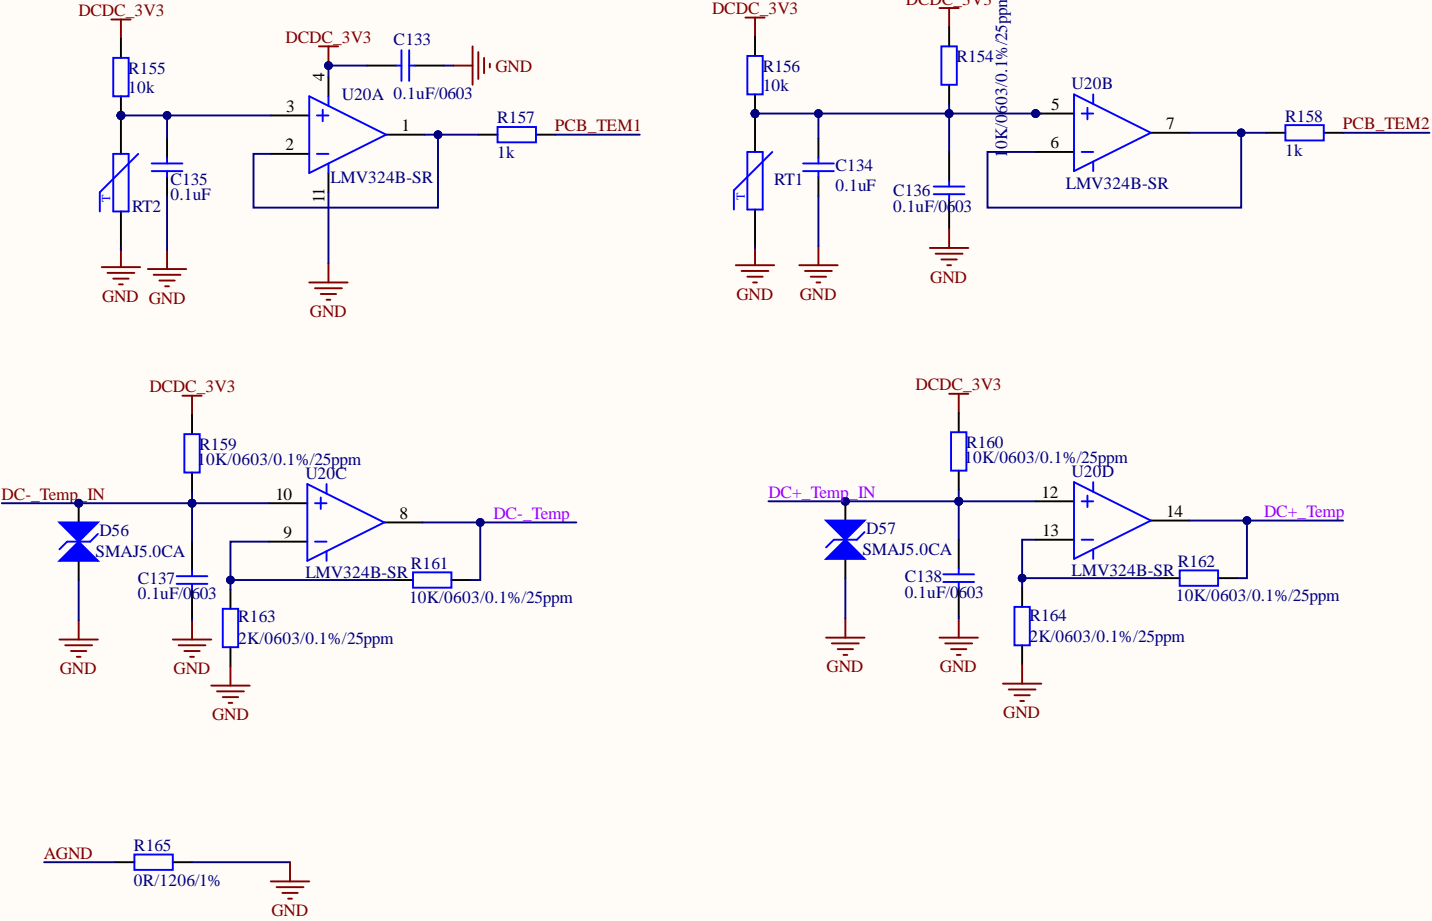 DCDC_3V3
R155
10k
RT2
T
C135
0.1uF
GND
GND
DCDC_3V3
C133
0.1uF/0603
GND
4
U20A
3
2
1
11
LMV324B-SR
GND
R157
1k
PCB_TEM1
DCDC_3V3
R156
10k
RT1
T
C134
0.1uF
GND
GND
DCDC_3V3
R154
10K/0603/0.1%/25ppm
C136
0.1uF/0603
GND
U20B
5
6
7
LMV324B-SR
R158
1k
PCB_TEM2
DCDC_3V3
R159
10K/0603/0.1%/25ppm
U20C
DC-_Temp_IN
10
9
8
DC-_Temp
D56
SMAJ5.0CA
C137
0.1uF/0603
LMV324B-SR
R161
10K/0603/0.1%/25ppm
R163
2K/0603/0.1%/25ppm
GND
GND
GND
DCDC_3V3
R160
10K/0603/0.1%/25ppm
U20D
DC+_Temp_IN
12
13
14
DC+_Temp
D57
SMAJ5.0CA
C138
0.1uF/0603
LMV324B-SR
R162
10K/0603/0.1%/25ppm
R164
2K/0603/0.1%/25ppm
GND
GND
GND
AGND
R165
0R/1206/1%
GND